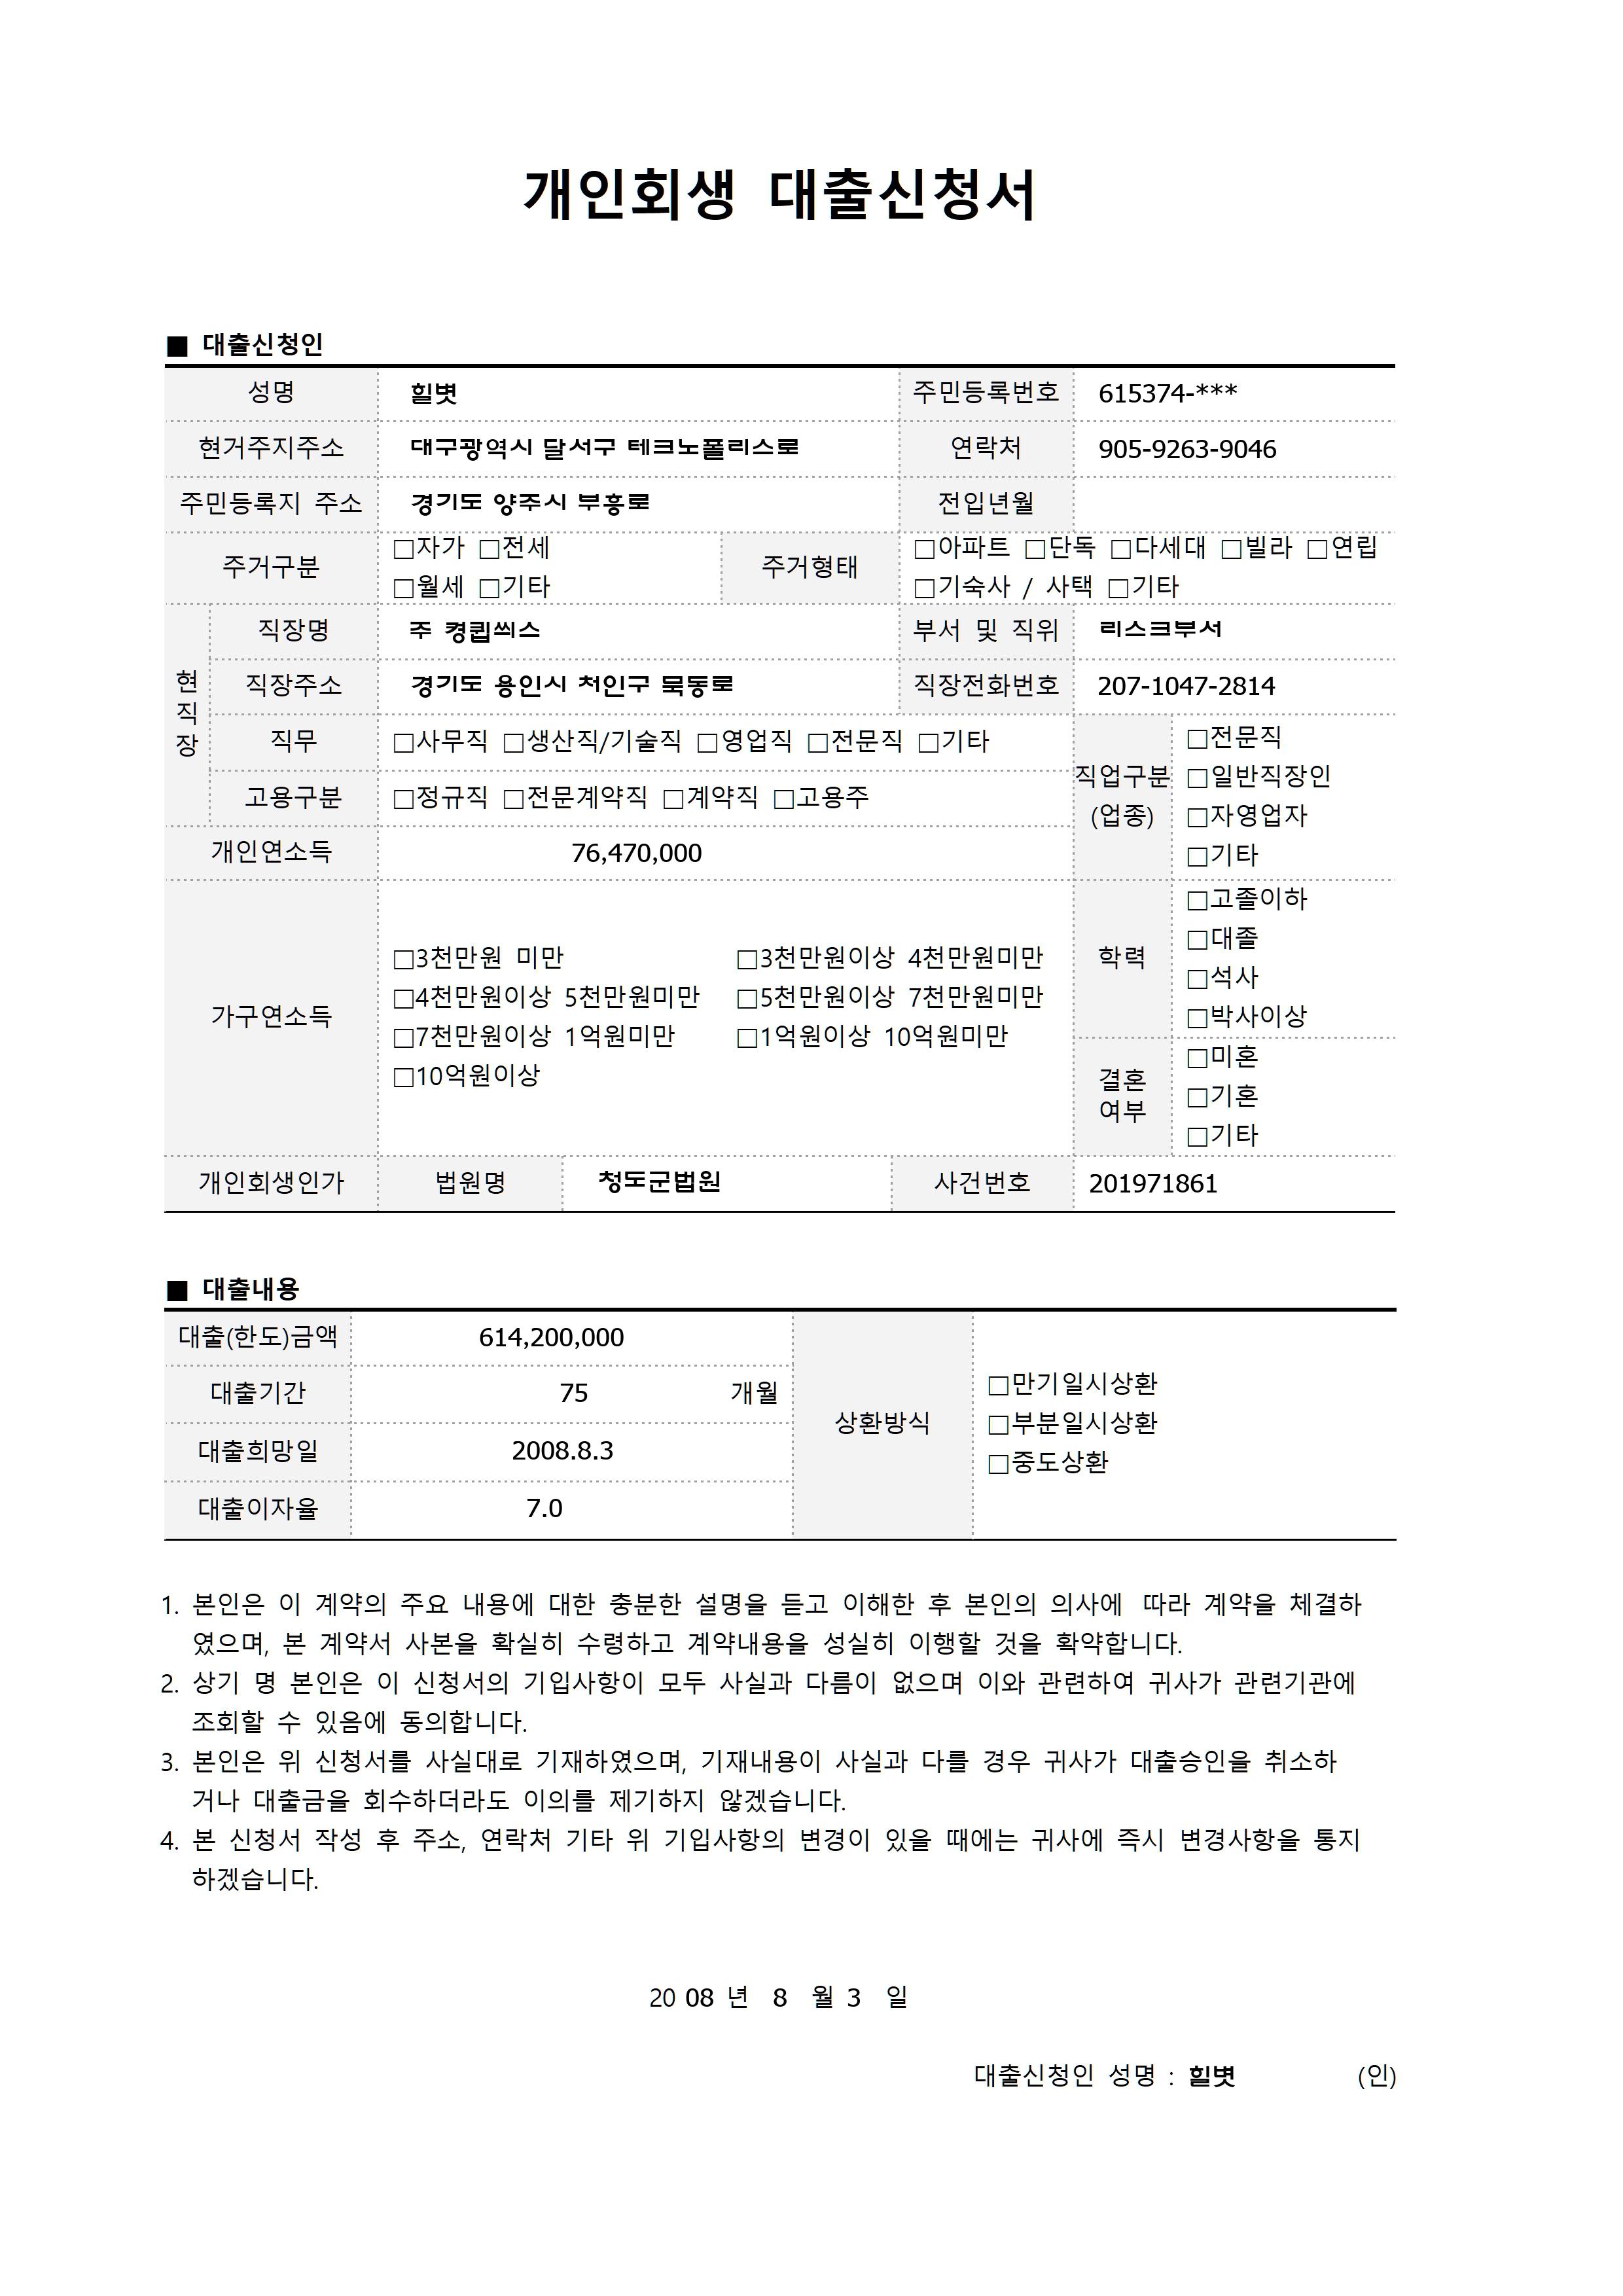 개인회생 대출신청서
■ 대출신청인
성명 힐볏 주민등록번호 615374-***
현거주지주소 대구광역시 달서구 테크노폴리스로 연락처 905-9263-9046
주민등록지 주소 경기도 양주시 부흥로 전입년월
주거구분 □자가 □전세 주거형태 □아파트 □단독 □다세대 □빌라 □연립
□월세 □기타 □기숙사 / 사택 □기타
현직장
직장명 주 경큅씌스 부서 및 직위 리스크부서
직장주소 경기도 용인시 처인구 묵동로 직장전화번호 207-1047-2814
직무 □사무직 □생산직/기술직 □영업직 □전문직 □기타
고용구분 □정규직 □전문계약직 □계약직 □고용주
직업구분
(업종)
□전문직
□일반직장인
□자영업자
□기타
개인연소득 76,470,000
가구연소득
□3천만원 미만 □3천만원이상 4천만원미만
□4천만원이상 5천만원미만 □5천만원이상 7천만원미만
□7천만원이상 1억원미만 □1억원이상 10억원미만
□10억원이상
학력
□고졸이하
□대졸
□석사
□박사이상
결혼
여부
□미혼
□기혼
□기타
개인회생인가 법원명 청도군법원 사건번호 201971861
■ 대출내용
대출(한도)금액 614,200,000
대출기간 75 개월
대출희망일 2008.8.3
대출이자율 7.0
상환방식
□만기일시상환
□부분일시상환
□중도상환
1. 본인은 이 계약의 주요 내용에 대한 충분한 설명을 듣고 이해한 후 본인의 의사에 따라 계약을 체결하
였으며, 본 계약서 사본을 확실히 수령하고 계약내용을 성실히 이행할 것을 확약합니다.
2. 상기 명 본인은 이 신청서의 기입사항이 모두 사실과 다름이 없으며 이와 관련하여 귀사가 관련기관에
조회할 수 있음에 동의합니다.
3. 본인은 위 신청서를 사실대로 기재하였으며, 기재내용이 사실과 다를 경우 귀사가 대출승인을 취소하
거나 대출금을 회수하더라도 이의를 제기하지 않겠습니다.
4. 본 신청서 작성 후 주소, 연락처 기타 위 기입사항의 변경이 있을 때에는 귀사에 즉시 변경사항을 통지
하겠습니다.
20 08 년 8 월 3 일
대출신청인 성명 : 힐볏 (인)